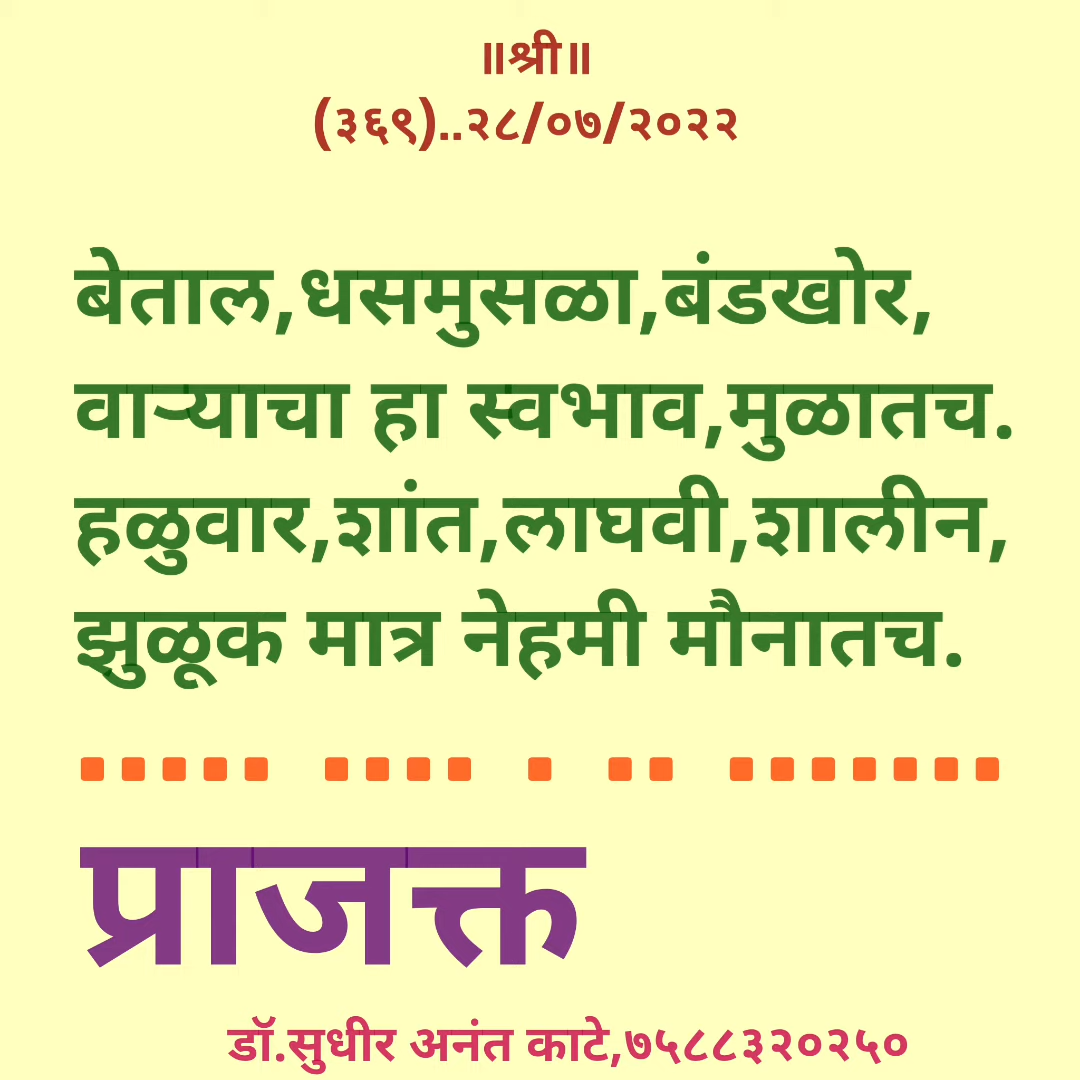 ॥श्री॥
(३६९)..२८/०७/२०२२
बेताल,धसमुसळा,बंडखोर,
वाऱ्याचा हा स्वभाव,मुळातच.
हळुवार,शांत,लाघवी,शालीन,
झुळूक मात्र नेहमी मौनातच.
प्राजक्त
डॉ.सुधीर अनंत काटे,७५८८३२०२५०